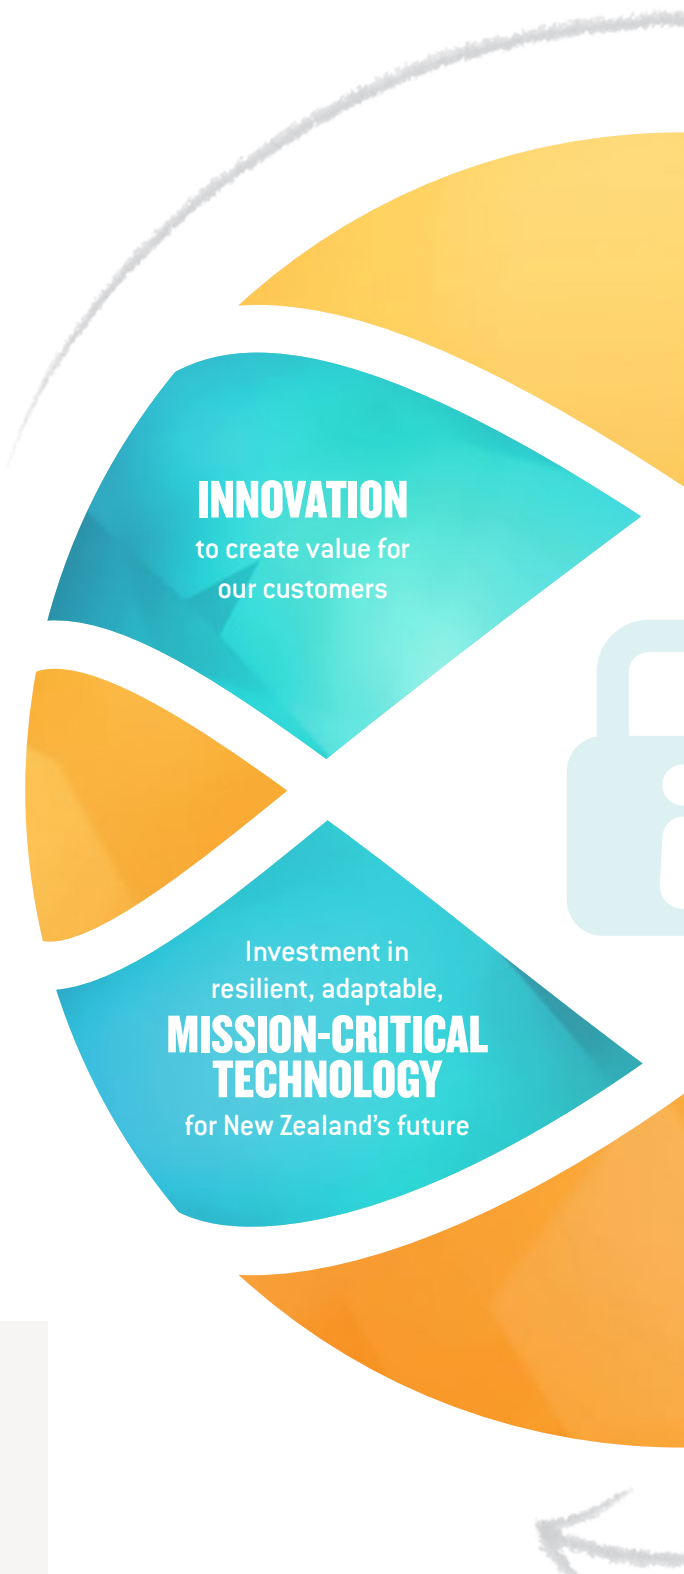 INNOVATION
to create value for
our customers
Investment in
resilient, adaptable,
MISSION-CRITICAL
TECHNOLOGY
for New Zealand’s future